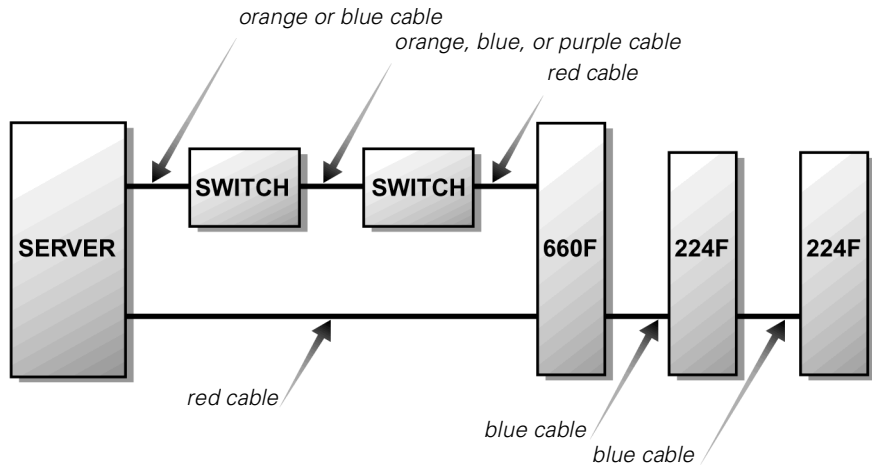 orange or blue cable
orange, blue, or purple cable
red cable
SWITCH
SWITCH
SERVER
660F
224F
224F
red cable
blue cable
blue cable